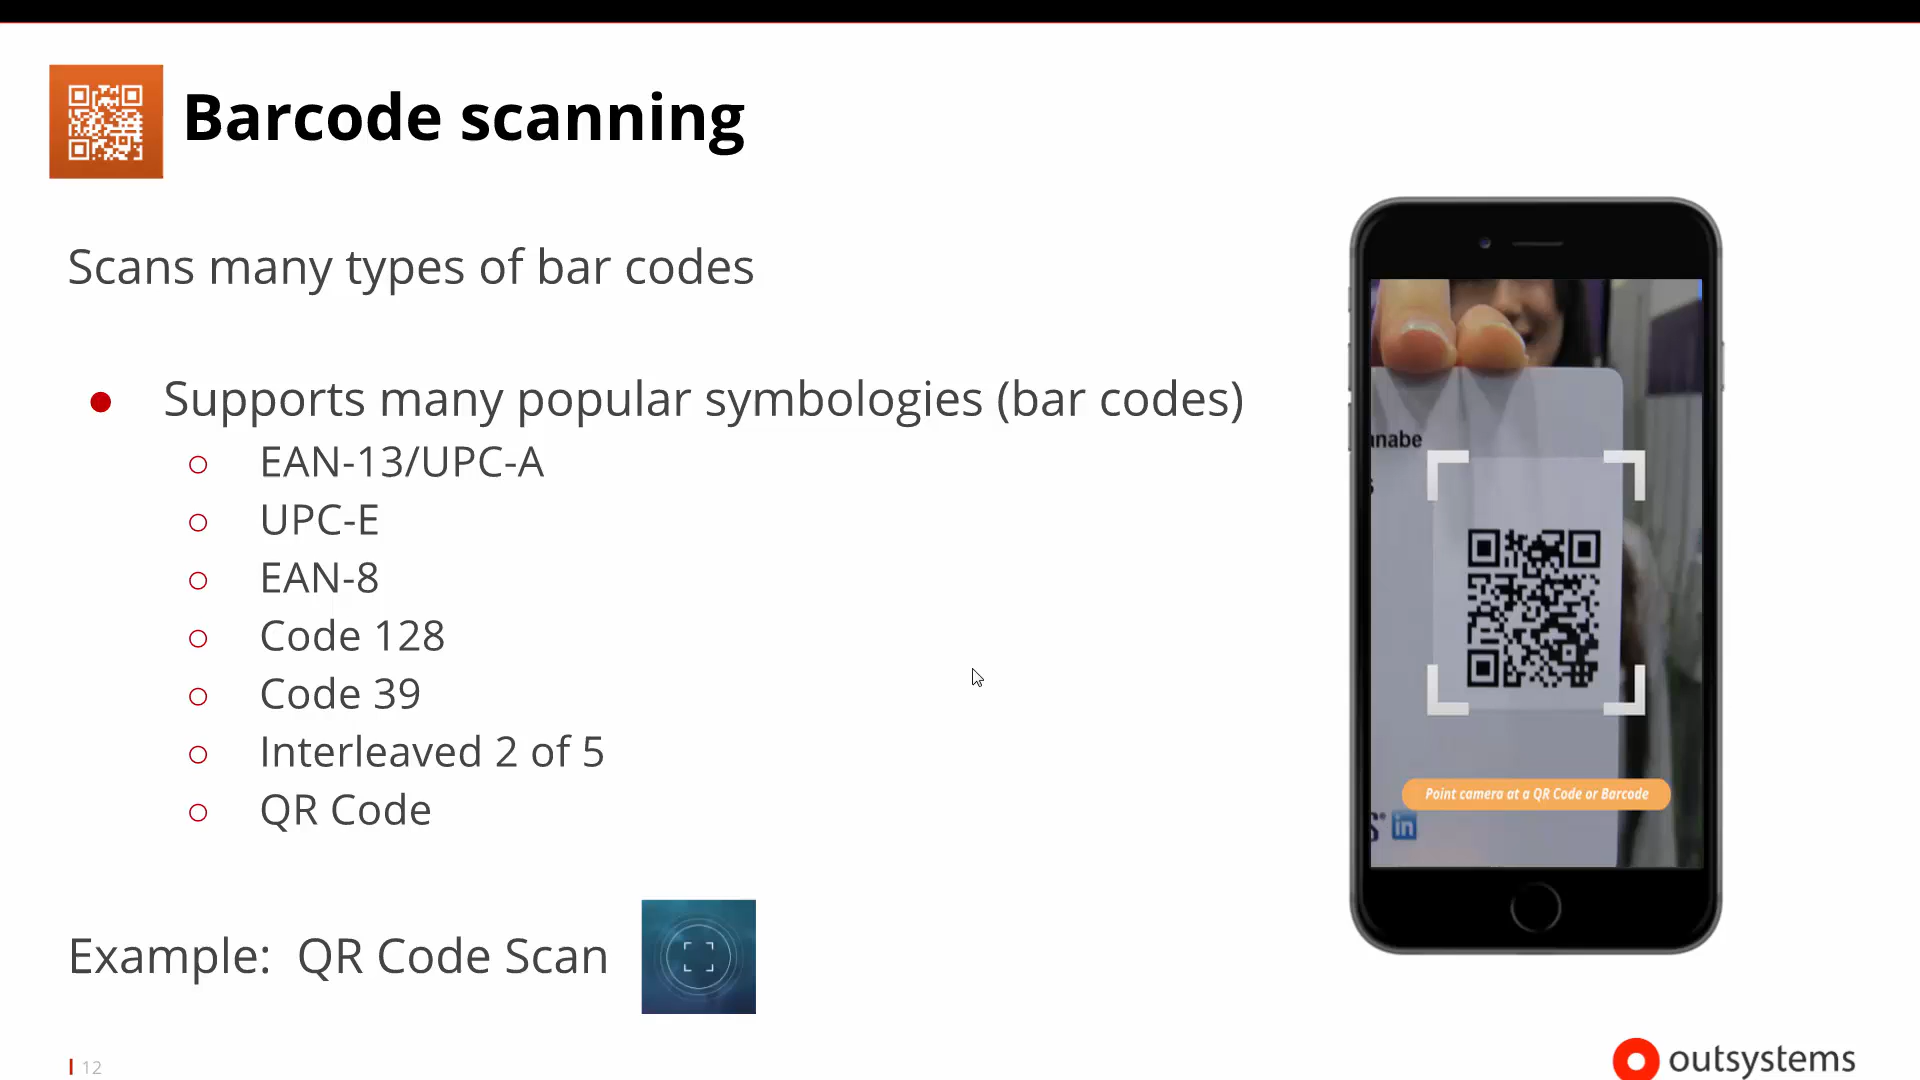 Barcode scanning
Scans many types of bar codes
● Supports many popular symbologies (bar codes)
○ EAN-13/UPC-A
○ UPC-E
○ EAN-8
○ Code 128
○ Code 39
○ Interleaved 2 of 5
○ QR Code
Example: QR Code Scan
nabe
Point camera at a QR Code or Barcode
in
12
outsystems